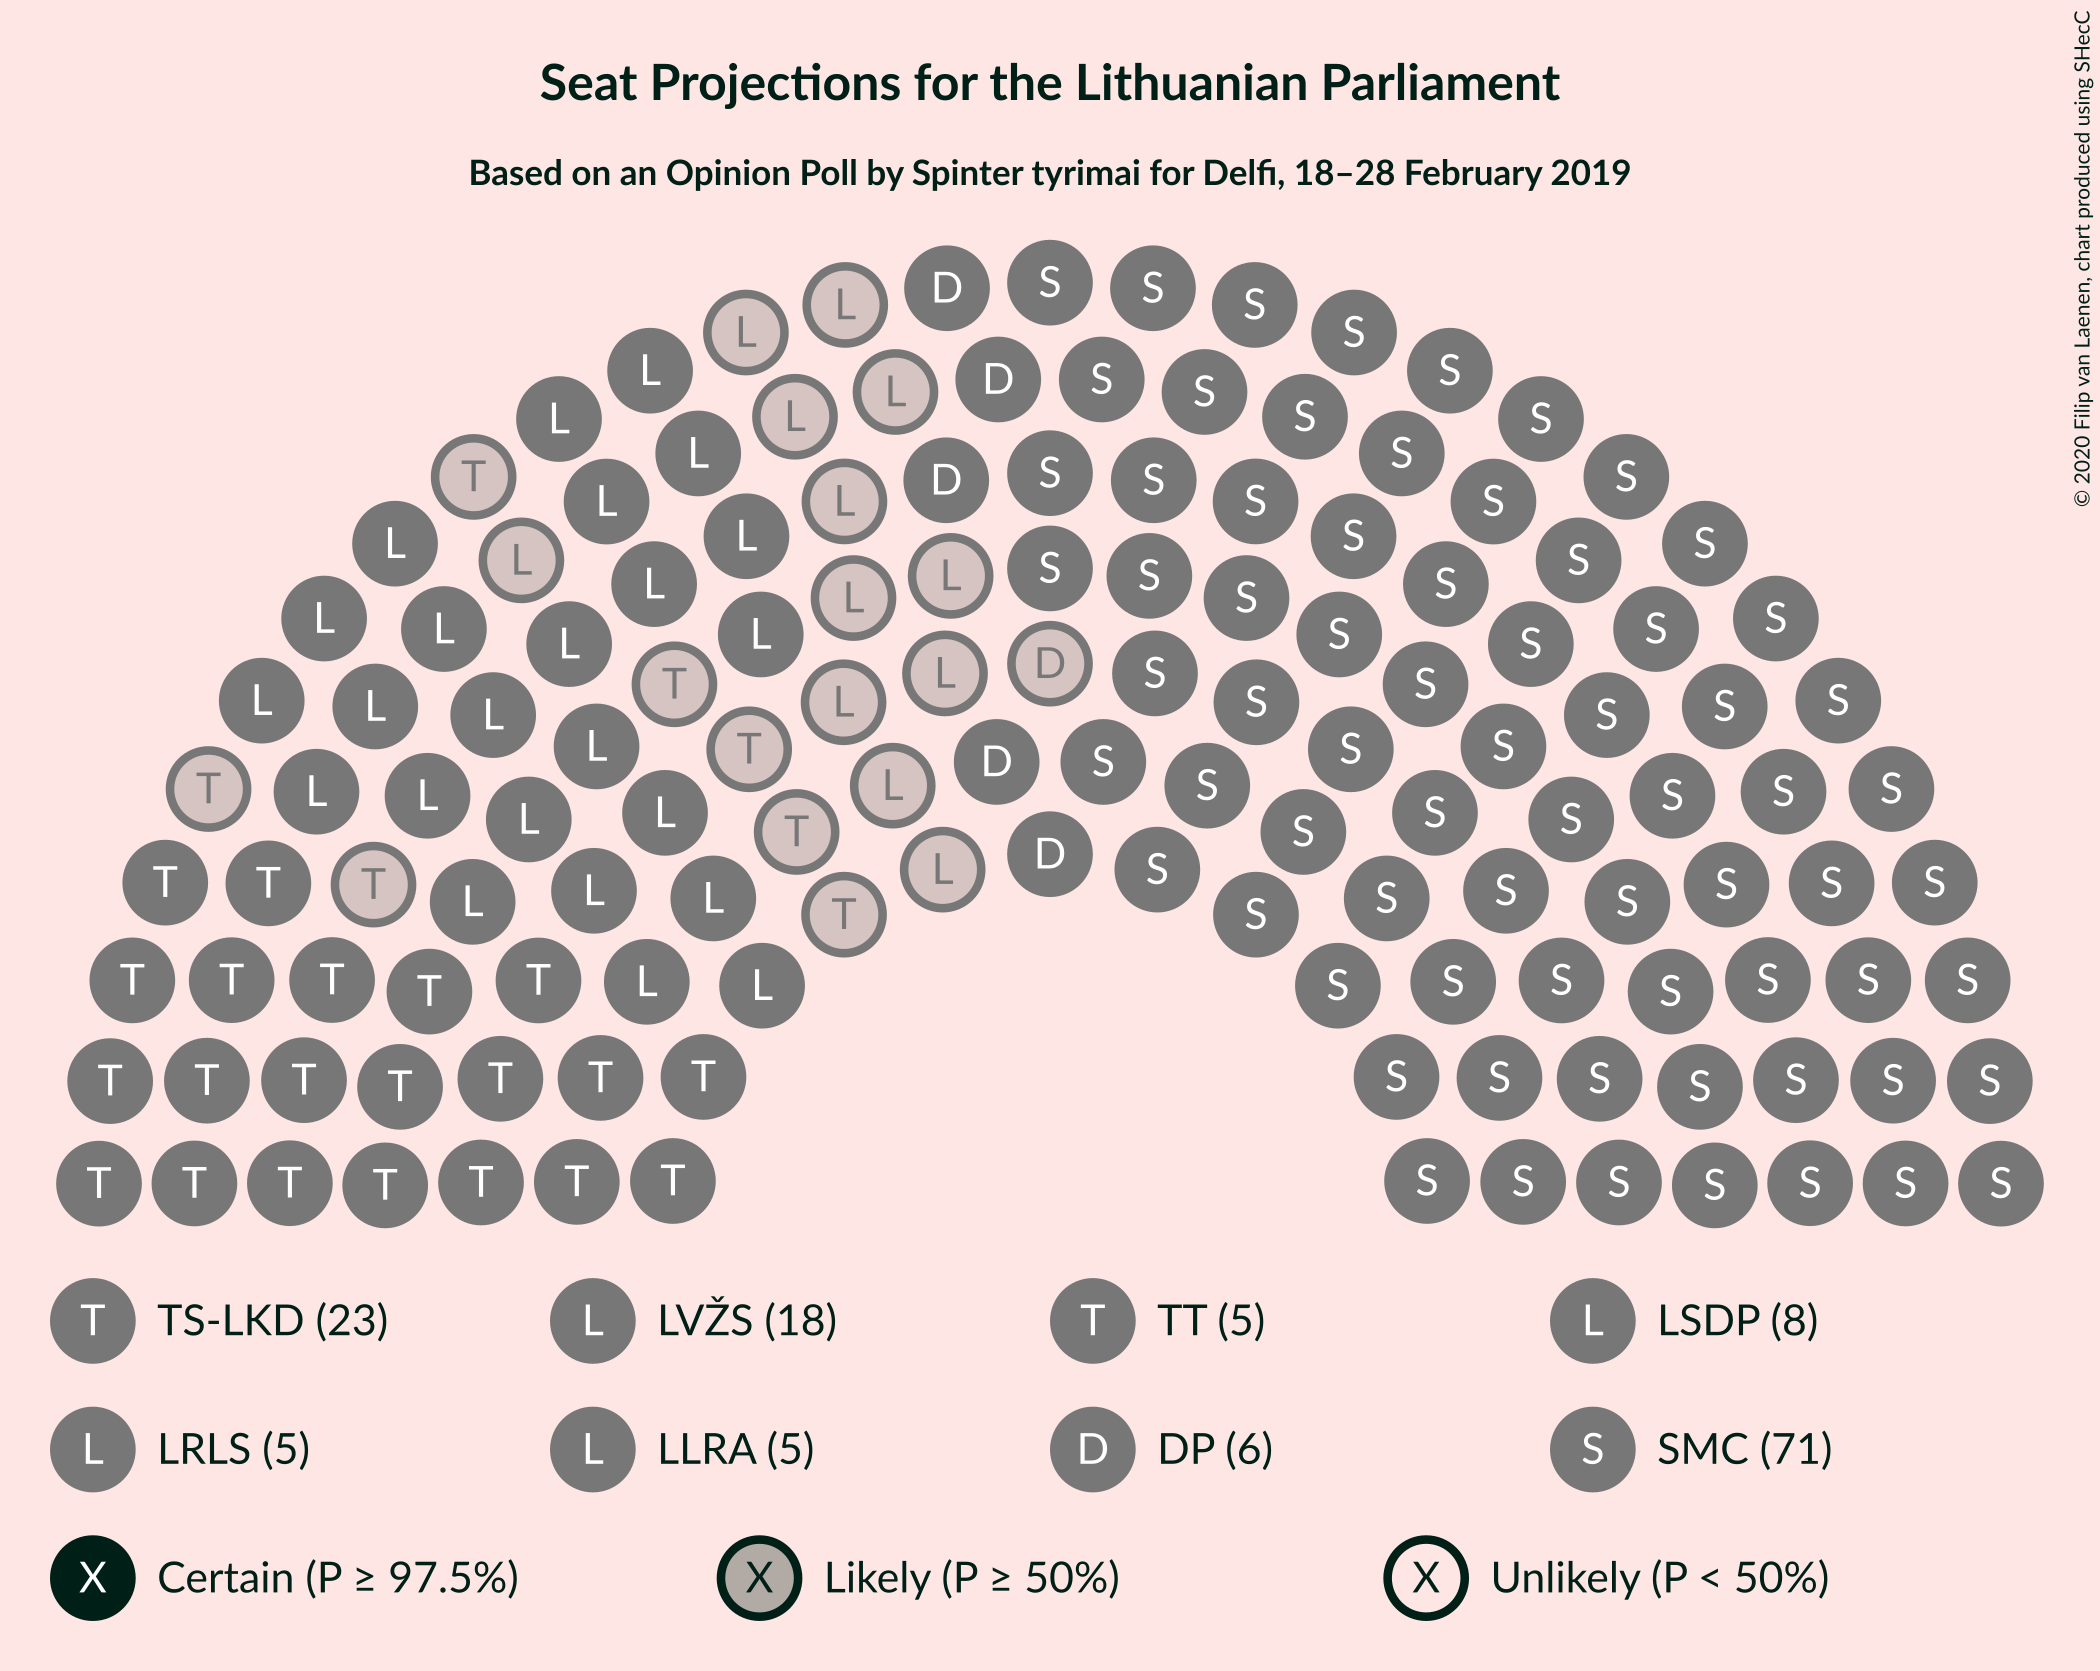 Seat Projections for the Lithuanian Parliament
Based on an Opinion Poll by Spinter tyrimai for Delfi, 18–28 February 2019
© 2020 Filip van Laenen, chart produced using SHecC
L L D S S S S S S
L L L D S S S S S S
T L L L D S S S S S S S
L L L L L L S S S S S S S S
L L L T L L L D S S S S S S S S
L L L L T L L D S S S S S S S S
T L L L L T L D S S S S S S S S
T T T L L L T S S S S S S S
T T T T T L L S S S S S S S
T T T T T T T S S S S S S S
T T T T T T T S S S S S S S
T TS-LKD (23) L LVŽS (18) T TT (5) L LSDP (8)
L LRLS (5) L LLRA (5) D DP (6) S SMC (71)
X Certain (P ≥ 97.5%) X Likely (P ≥ 50%) X Unlikely (P < 50%)